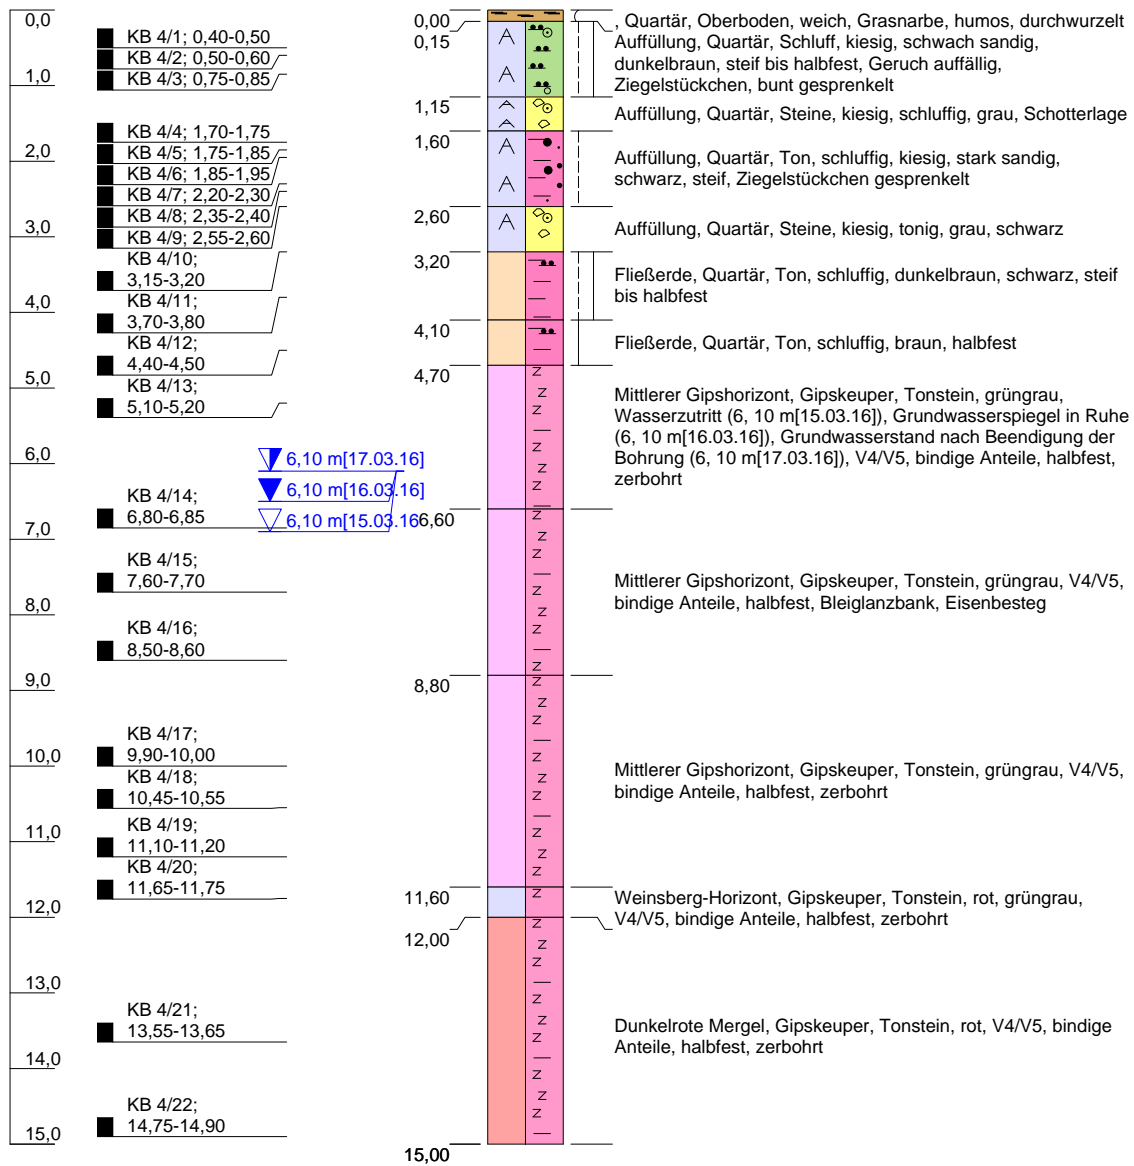 0,0
1,0
2,0
3,0
4,0
5,0
6,0
7,0
8,0
9,0
10,0
11,0
12,0
13,0
14,0
15,0
KB 4/1; 0,40-0,50
KB 4/2; 0,50-0,60
KB 4/3; 0,75-0,85
KB 4/4; 1,70-1,75
KB 4/5; 1,75-1,85
KB 4/6; 1,85-1,95
KB 4/7; 2,20-2,30
KB 4/8; 2,35-2,40
KB 4/9; 2,55-2,60
KB 4/10;
3,15-3,20
KB 4/11;
3,70-3,80
KB 4/12;
4,40-4,50
KB 4/13;
5,10-5,20
KB 4/14;
6,80-6,85
KB 4/15;
7,60-7,70
KB 4/16;
8,50-8,60
KB 4/17;
9,90-10,00
KB 4/18;
10,45-10,55
KB 4/19;
11,10-11,20
KB 4/20;
11,65-11,75
KB 4/21;
13,55-13,65
KB 4/22;
14,75-14,90
6,10 m[17.03.16]
6,10 m[16.03.16]
6,10 m[15.03.16
0,00
0,15
1,15
1,60
2,60
3,20
4,10
4,70
6,60
8,80
11,60
12,00
15,00
, Quartär, Oberboden, weich, Grasnarbe, humos, durchwurzelt
Auffüllung, Quartär, Schluff, kiesig, schwach sandig,
dunkelbraun, steif bis halbfest, Geruch auffällig,
Ziegelstückchen, bunt gesprenkelt
Auffüllung, Quartär, Steine, kiesig, schluffig, grau, Schotterlage
Auffüllung, Quartär, Ton, schluffig, kiesig, stark sandig,
schwarz, steif, Ziegelstückchen gesprenkelt
Auffüllung, Quartär, Steine, kiesig, tonig, grau, schwarz
Fließerde, Quartär, Ton, schluffig, dunkelbraun, schwarz, steif
bis halbfest
Fließerde, Quartär, Ton, schluffig, braun, halbfest
Mittlerer Gipshorizont, Gipskeuper, Tonstein, grüngrau,
Wasserzutritt (6, 10 m[15.03.16]), Grundwasserspiegel in Ruhe
(6, 10 m[16.03.16]), Grundwasserstand nach Beendigung der
Bohrung (6, 10 m[17.03.16]), V4/V5, bindige Anteile, halbfest,
zerbohrt
Mittlerer Gipshorizont, Gipskeuper, Tonstein, grüngrau, V4/V5,
bindige Anteile, halbfest, Bleiglanzbank, Eisenbesteg
Mittlerer Gipshorizont, Gipskeuper, Tonstein, grüngrau, V4/V5,
bindige Anteile, halbfest, zerbohrt
Weinsberg-Horizont, Gipskeuper, Tonstein, rot, grüngrau,
V4/V5, bindige Anteile, halbfest, zerbohrt
Dunkelrote Mergel, Gipskeuper, Tonstein, rot, V4/V5, bindige
Anteile, halbfest, zerbohrt